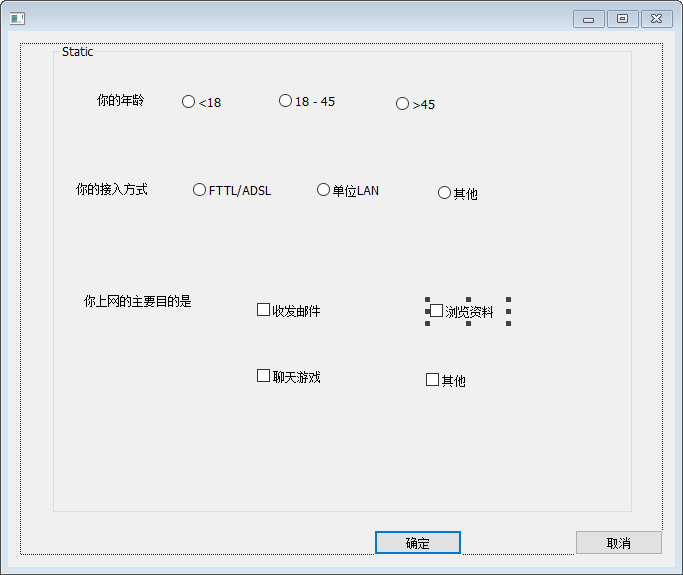 Static
你的年龄 <18 18 - 45 >45
你的接入方式 FTTL/ADSL 单位LAN 其他
你上网的主要目的是 收发邮件 浏览资料
聊天游戏 其他
确定 取消